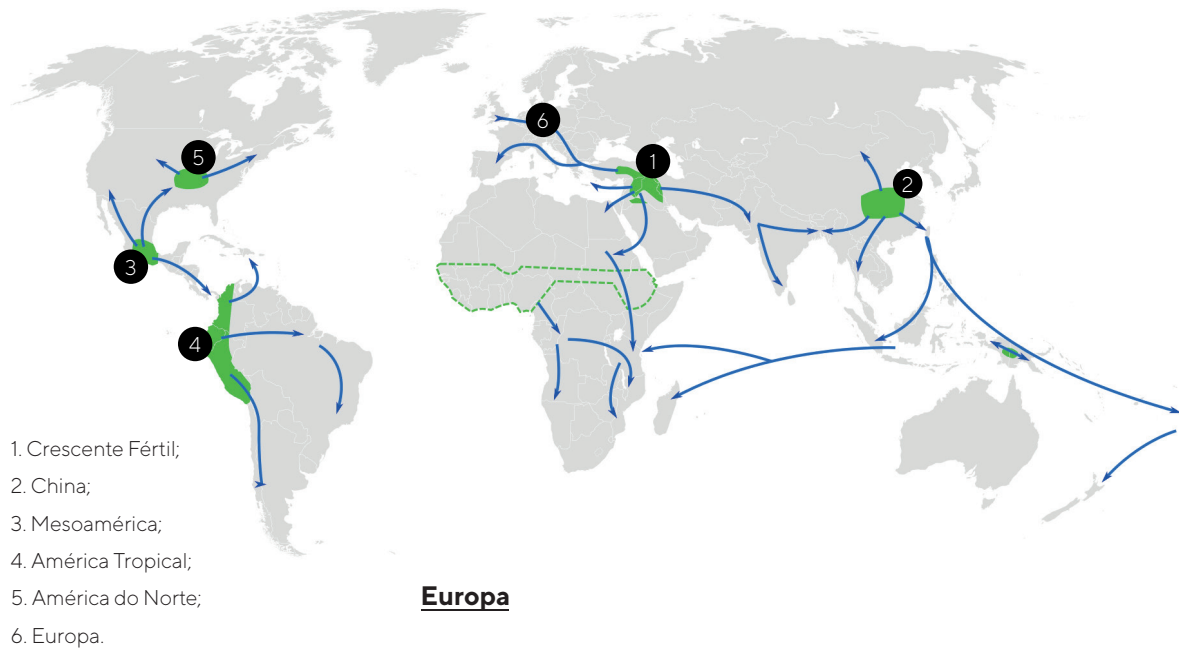 6
1
5
2
3
4
1. Crescente Fértil;
2. China;
3. Mesoamérica;
4. América Tropical;
5. América do Norte;
Europa
6. Europa.